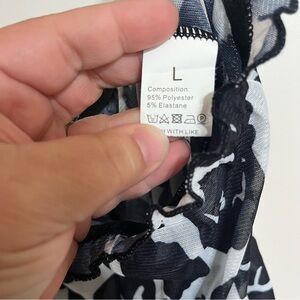 L
Composition:
95% Polyester
5% Elastane
WITH LIKE